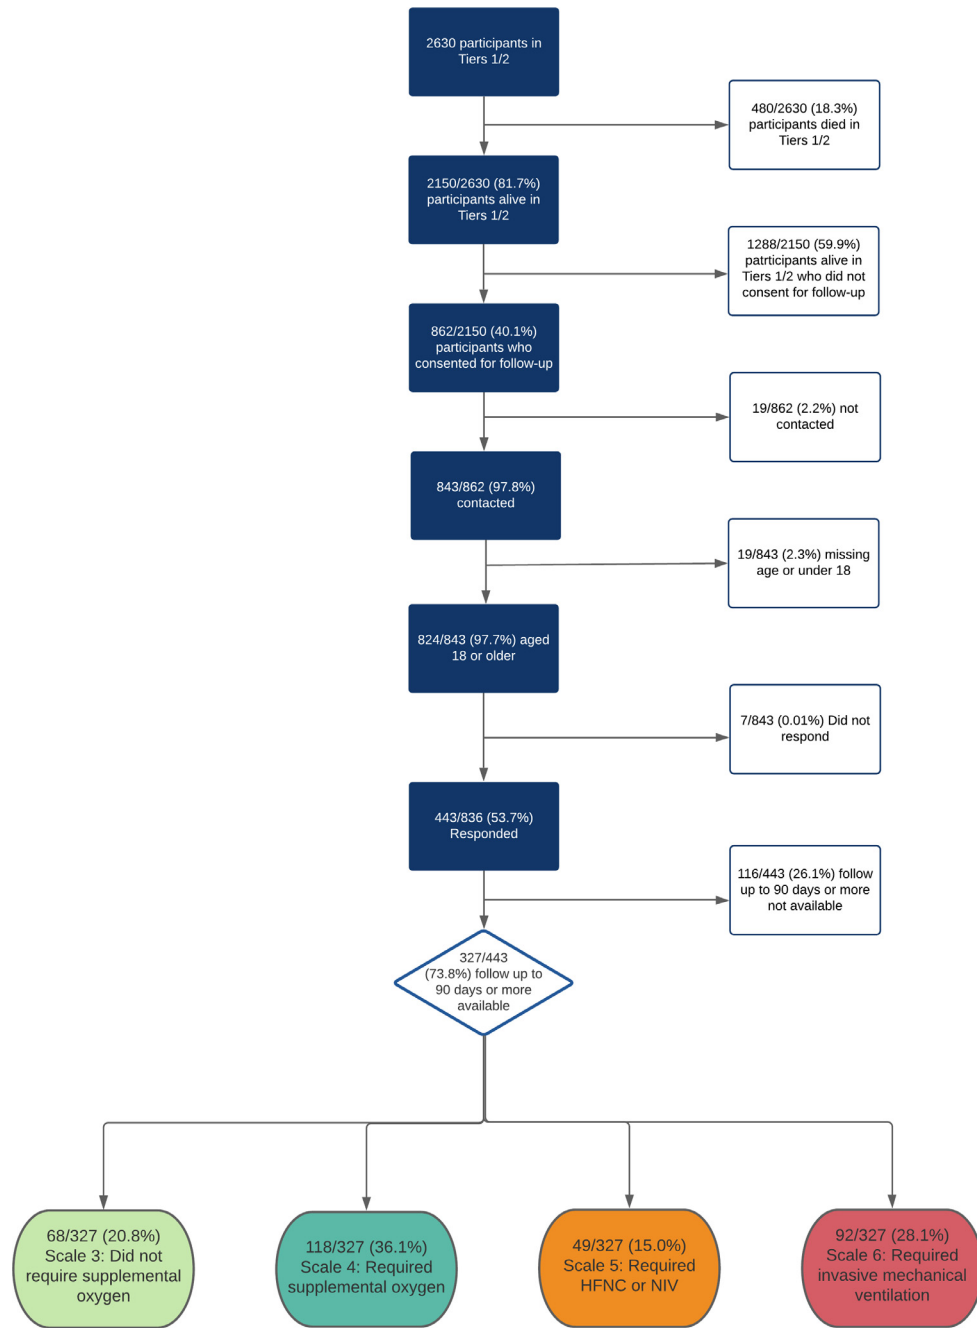 2630 participants in
Tiers 1/2
480/2630 (18.3%)
participants died in
Tiers 1/2
2150/2630 (81.7%)
participants alive in
Tiers 1/2
1288/2150 (59.9%)
patrticipants alive in
Tiers 1/2 who did not
consent for follow-up
862/2150 (40.1%)
participants who
consented for follow-up
19/862 (2.2%) not
contacted
843/862 (97.8%)
contacted
19/843 (2.3%) missing
age or under 18
824/843 (97.7%) aged
18 or older
7/843 (0.01%) Did not
respond
443/836 (53.7%)
Responded
116/443 (26.1%) follow
up to 90 days or more
not available
327/443
(73.8%) follow up to
90 days or more
available
68/327 (20.8%)
Scale 3: Did not
require supplemental
oxygen
118/327 (36.1%)
Scale 4: Required
supplemental oxygen
49/327 (15.0%)
Scale 5: Required
HFNC or NIV
92/327 (28.1%)
Scale 6: Required
invasive mechanical
ventilation